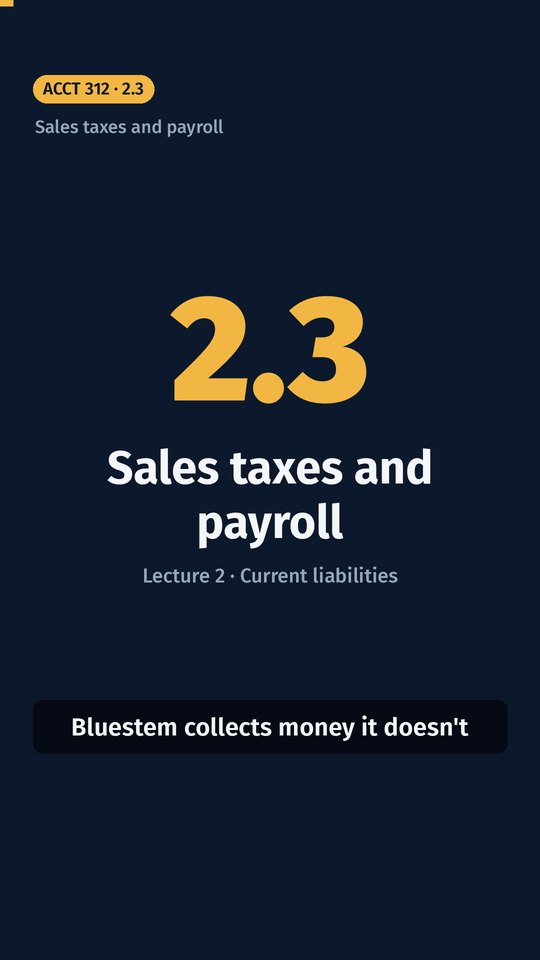 ACCT 312 · 2.3
Sales taxes and payroll
2.3
Sales taxes and
payroll
Lecture 2 · Current liabilities
Bluestem collects money it doesn't